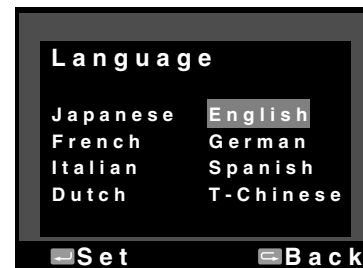 Language
Japanese English
French German
Italian Spanish
Dutch T-Chinese
Set Back